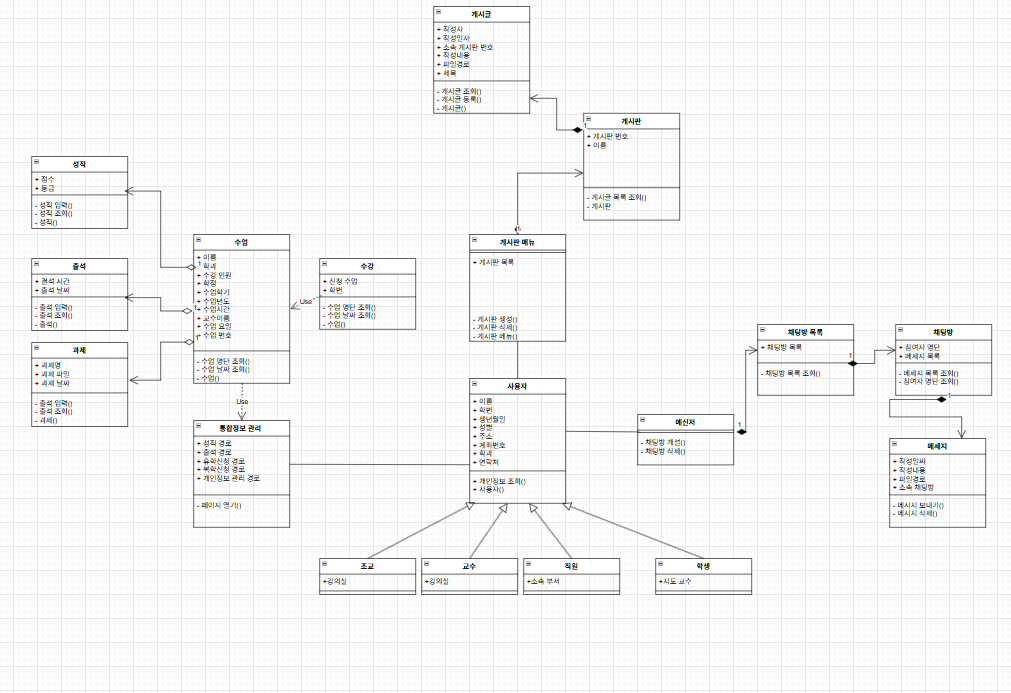 게시글
+ 작성자
+ 작성일자
+ 소속 게시판 번호
+ 작성내용
+ 파일경로
+ 제목
- 게시글 조회()
- 게시글 등록()
- 게시글()
게시판
1
+ 게시판 번호
+ 이름
- 게시글 목록 조회()
- 게시판
성적
+ 점수
+ 등급
- 성적 입력()
- 성적 조회()
- 성적()
출석
+ 결석 시간
+ 출석 날짜
- 출석 입력()
- 출석 조회()
- 출석()
과제
+ 과제명
+ 과제 파일
+ 과제 날짜
- 출석 입력()
- 출석 조회()
- 과제()
수업
+ 이름
+ 학과
+ 수강 인원
+ 학점
+ 수업학기
+ 수업년도
+ 수업시간
+ 교수이름
+ 수업 요일
+ 수업 번호
1
1
1
- 수업 명단 조회()
- 수업 날짜 조회()
- 수업()
수강
+ 신청 수업
+ 학번
- 수업 명단 조회()
- 수업 날짜 조회()
- 수업()
Use
Use
통합정보 관리
+ 성적 경로
+ 출석 경로
+ 휴학신청 경로
+ 복학신청 경로
+ 개인정보 관리 경로
- 페이지 열기()
1
게시판 메뉴
+ 게시판 목록
- 게시판 생성()
- 게시판 삭제()
- 게시판 메뉴()
사용자
+ 이름
+ 학번
+ 생년월일
+ 성별
+ 주소
+ 계좌번호
+ 학과
+ 연락처
+ 개인정보 조회()
+ 사용자()
메신저
- 채팅방 개설()
- 채팅방 삭제()
1
채팅방 목록
+ 채팅방 목록
- 채팅방 목록 조회()
1
채팅방
+ 참여자 명단
+ 메세지 목록
- 메세지 목록 조회()
- 참여자 명단 조회()
1
메세지
+ 작성일짜
+ 작성내용
+ 파일경로
+ 소속 채팅방
- 메시지 보내기()
- 메시지 삭제()
조교
+강의실
교수
+강의실
직원
+소속 부서
학생
+지도 교수